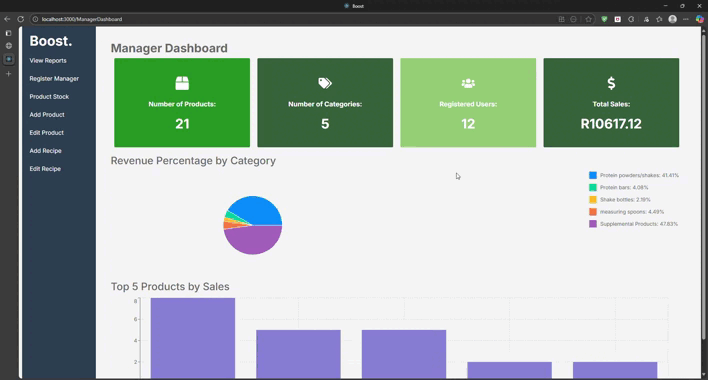 Boost
localhost:3000/ManagerDashboard
Boost.
View Reports
Register Manager
Product Stock
Add Product
Edit Product
Add Recipe
Edit Recipe
Manager Dashboard
Number of Products:
21
Number of Categories:
5
Registered Users:
12
Total Sales:
R10617.12
Revenue Percentage by Category
Protein powders/shakes: 41.41%
Protein bars: 4.08%
Shake bottles: 2.19%
measuring spoons: 4.49%
Supplemental Products: 47.83%
Top 5 Products by Sales
8
6
4
2